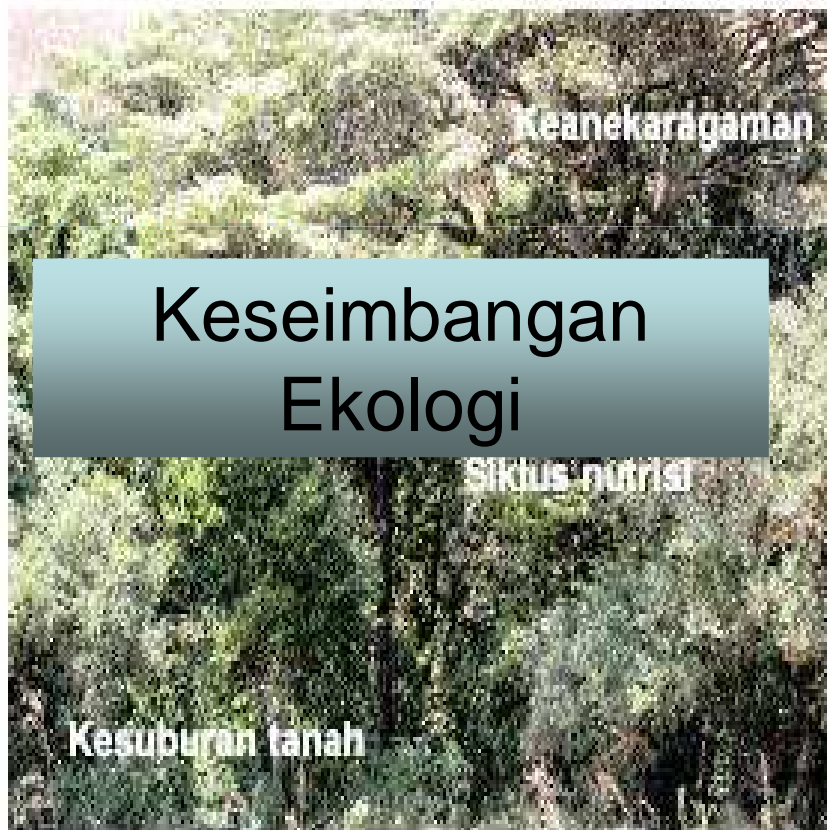 Keanekaragaman
Keseimbangan
Ekologi
Siklus nutrisi
Kesuburan tanah